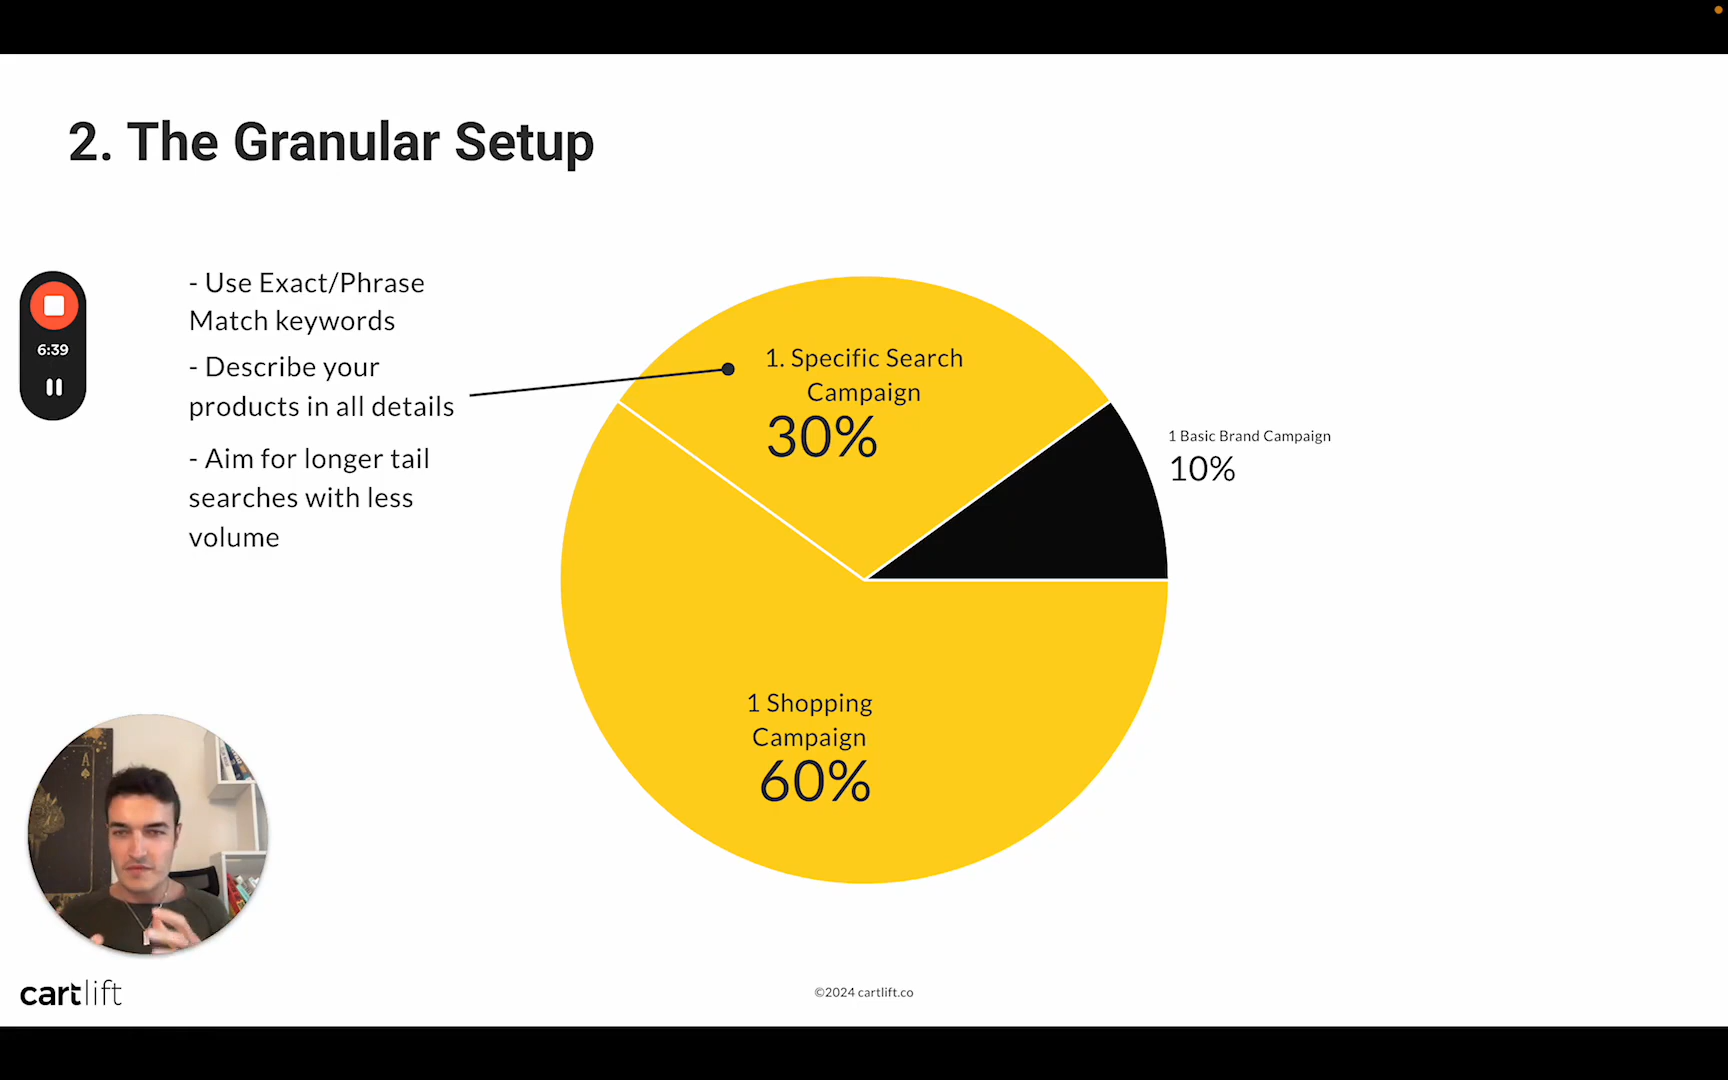 2. The Granular Setup
- Use Exact/Phrase
Match keywords
- Describe your
products in all details
- Aim for longer tail
searches with less
volume
6:39
1. Specific Search
Campaign
30%
1 Basic Brand Campaign
10%
1 Shopping
Campaign
60%
A
cartlift
©2024 cartlift.co